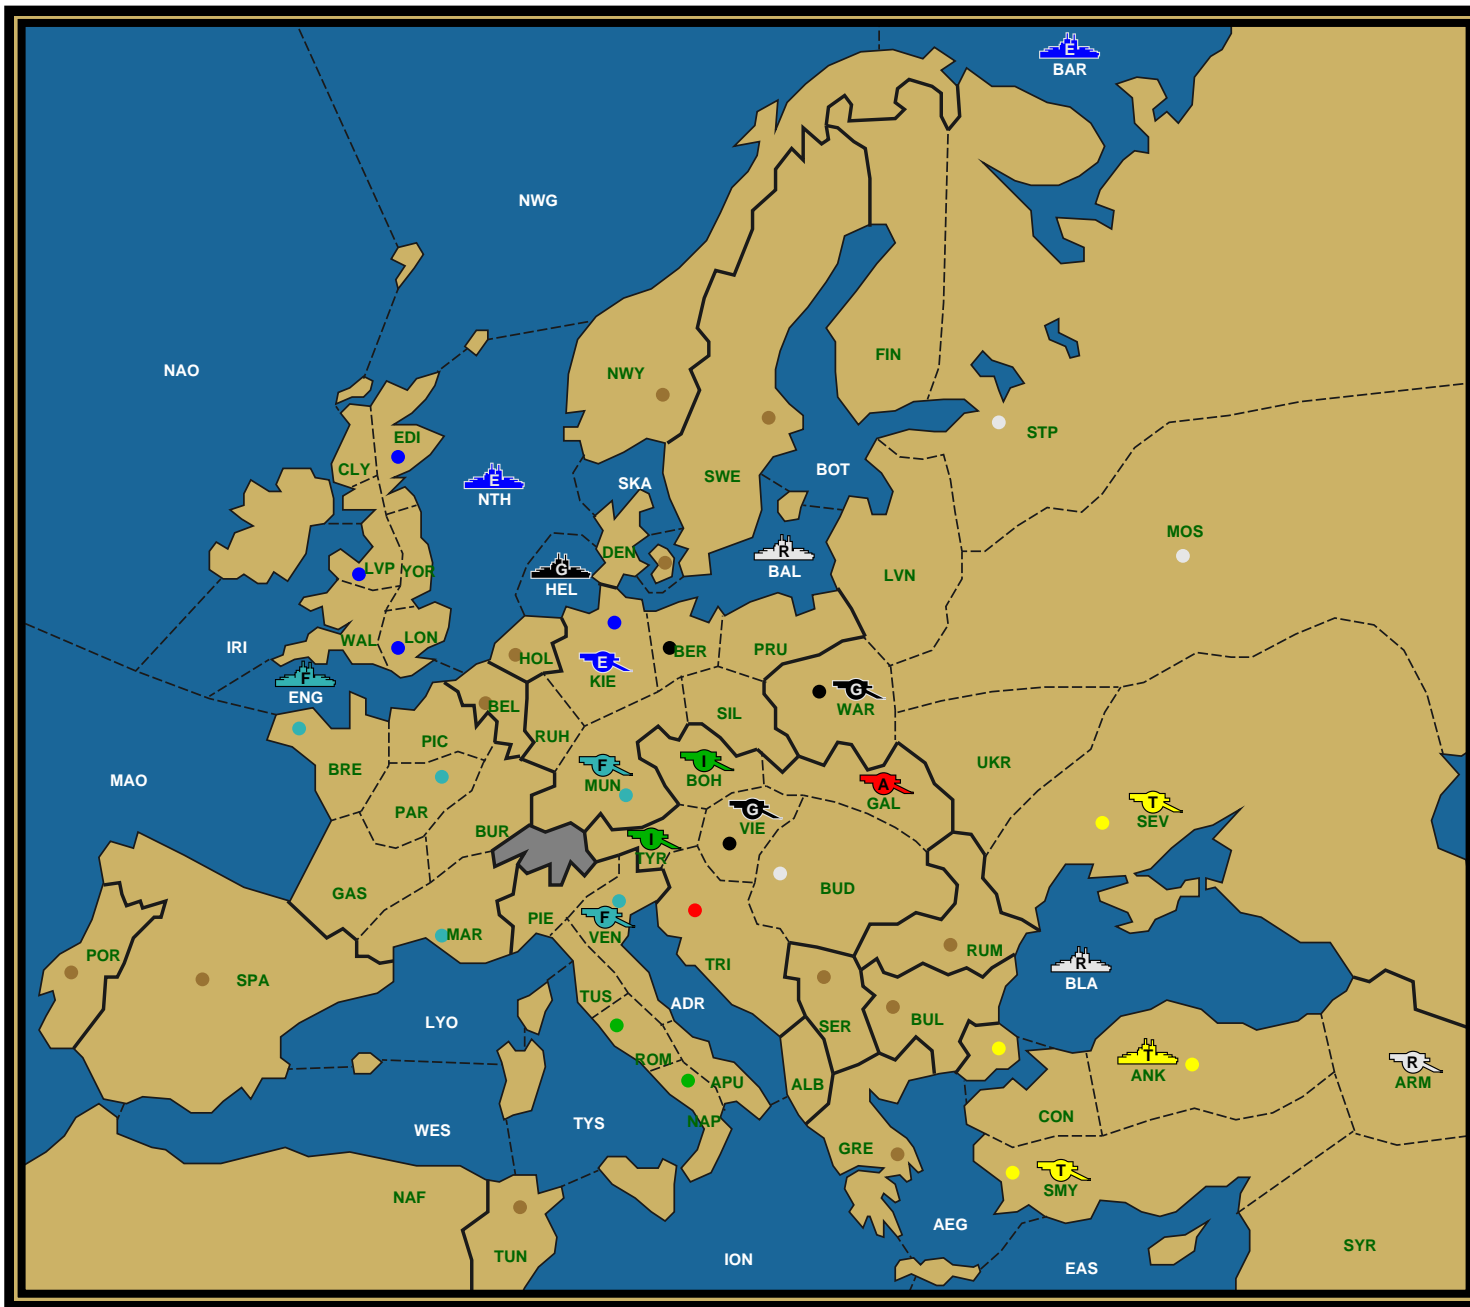 E
BAR
NWG
NAO
FIN
NWY
EDI
STP
CLY
BOT
SWE
E
SKA
NTH
MOS
R
DEN
G
BAL
LVP
YOR
LVN
HEL
WAL
LON
IRI
BER
PRU
HOL
E
F
KIE
G
ENG
BEL
WAR
SIL
RUH
PIC
I
UKR
F
BRE
BOH
MAO
MUN
A
GAL
T
G
PAR
SEV
VIE
BUR
I
TYR
BUD
GAS
F
PIE
MAR
VEN
RUM
POR
R
TRI
SPA
BLA
TUS
ADR
BUL
LYO
SER
T
ROM
R
ANK
APU
ALB
ARM
CON
NAP
TYS
WES
GRE
T
SMY
NAF
AEG
SYR
TUN
ION
EAS